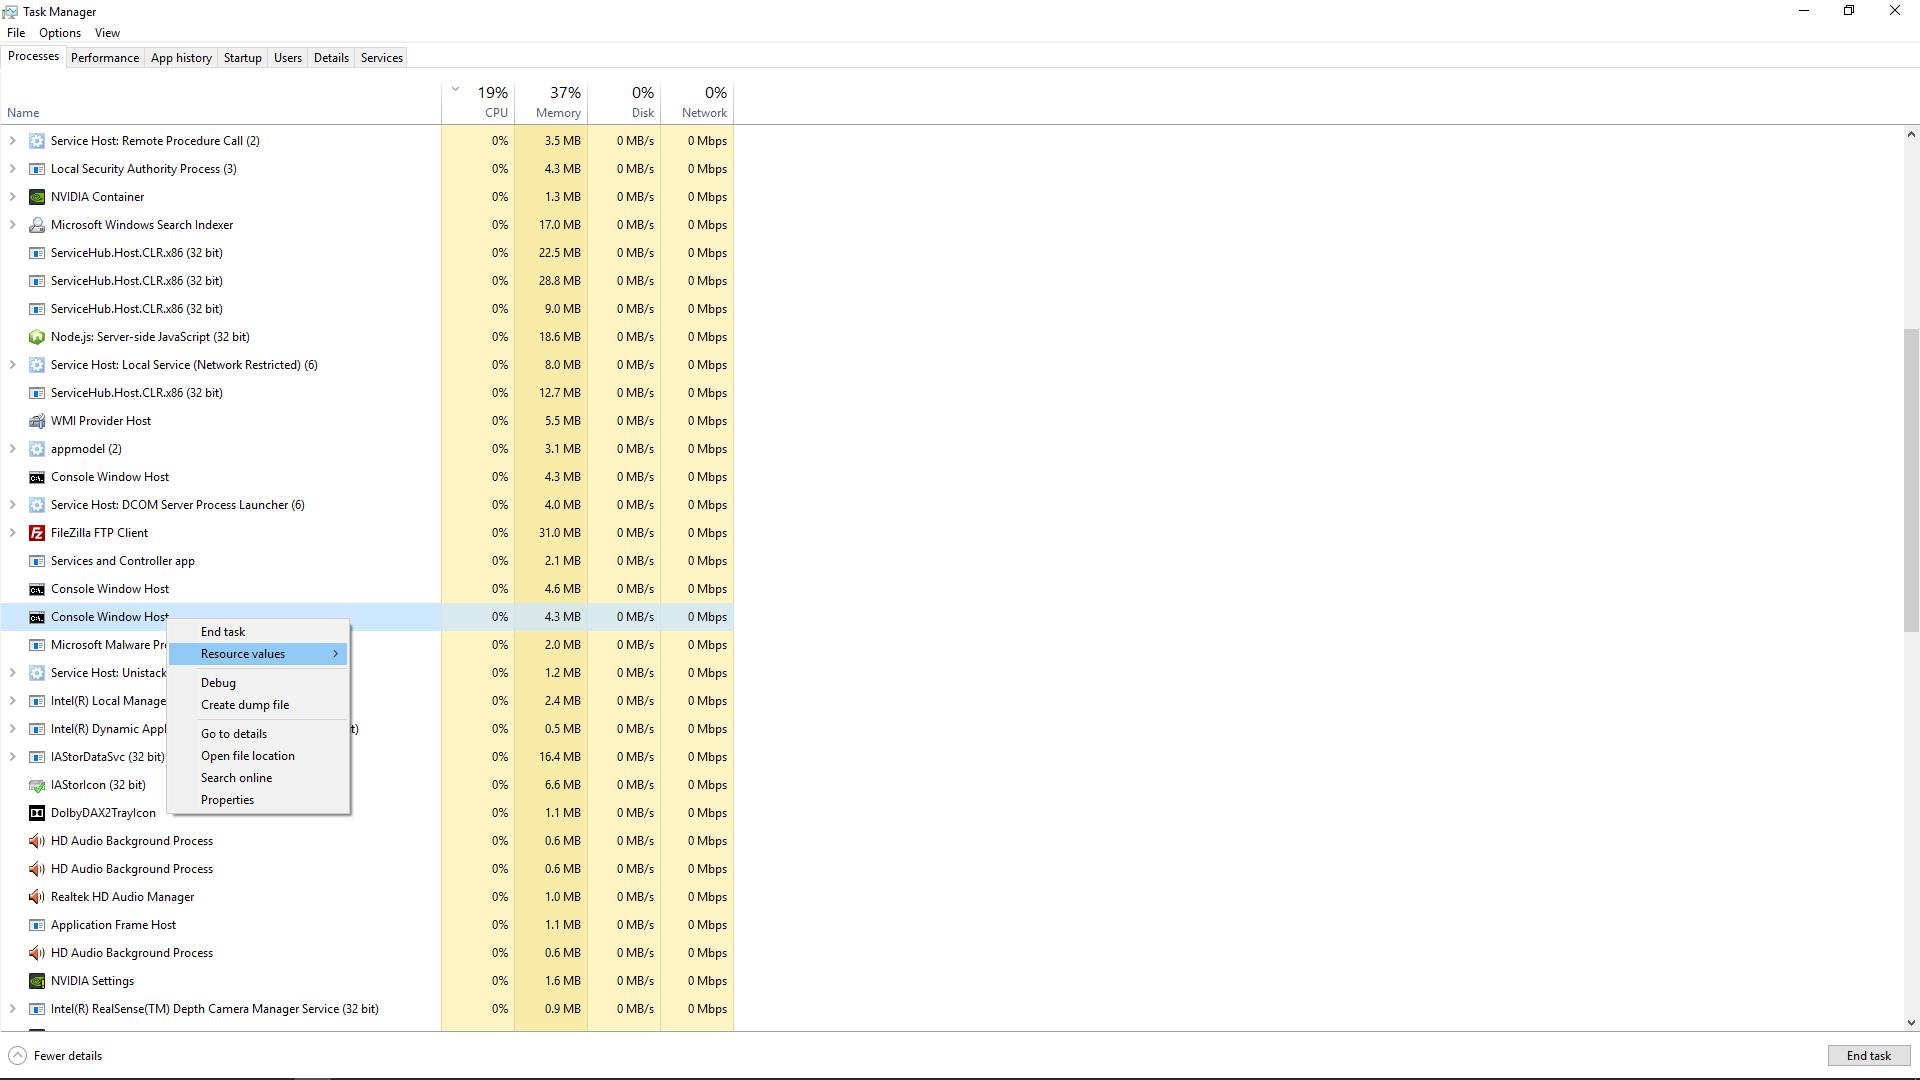 Task Manager
File Options View
Processes Performance App history Startup Users Details Services
19% 37% 0% 0%
Name CPU Memory Disk Network
Service Host: Remote Procedure Call (2) 0% 3.5 MB 0 MB/s 0 Mbps
Local Security Authority Process (3) 0% 4.3 MB 0 MB/s 0 Mbps
NVIDIA Container 0% 1.3 MB 0 MB/s 0 Mbps
Microsoft Windows Search Indexer 0% 17.0 MB 0 MB/s 0 Mbps
ServiceHub.Host.CLR.x86 (32 bit) 0% 22.5 MB 0 MB/s 0 Mbps
ServiceHub.Host.CLR.x86 (32 bit) 0% 28.8 MB 0 MB/s 0 Mbps
ServiceHub.Host.CLR.x86 (32 bit) 0% 9.0 MB 0 MB/s 0 Mbps
Node.js: Server-side JavaScript (32 bit) 0% 18.6 MB 0 MB/s 0 Mbps
Service Host: Local Service (Network Restricted) (6) 0% 8.0 MB 0 MB/s 0 Mbps
ServiceHub.Host.CLR.x86 (32 bit) 0% 12.7 MB 0 MB/s 0 Mbps
WMI Provider Host 0% 5.5 MB 0 MB/s 0 Mbps
appmodel (2) 0% 3.1 MB 0 MB/s 0 Mbps
Console Window Host 0% 4.3 MB 0 MB/s 0 Mbps
Service Host: DCOM Server Process Launcher (6) 0% 4.0 MB 0 MB/s 0 Mbps
FileZilla FTP Client 0% 31.0 MB 0 MB/s 0 Mbps
Services and Controller app 0% 2.1 MB 0 MB/s 0 Mbps
Console Window Host 0% 4.6 MB 0 MB/s 0 Mbps
Console Window Host 0% 4.3 MB 0 MB/s 0 Mbps
End task
Resource values
Debug
Create dump file
Go to details
Open file location
Search online
Properties
Microsoft Malware Pr 0% 2.0 MB 0 MB/s 0 Mbps
Service Host: Unistack 0% 1.2 MB 0 MB/s 0 Mbps
Intel(R) Local Manage 0% 2.4 MB 0 MB/s 0 Mbps
Intel(R) Dynamic Appl t) 0% 0.5 MB 0 MB/s 0 Mbps
IAStorDataSvc (32 bit) 0% 16.4 MB 0 MB/s 0 Mbps
IAStorIcon (32 bit) 0% 6.6 MB 0 MB/s 0 Mbps
DolbyDAX2TrayIcon 0% 1.1 MB 0 MB/s 0 Mbps
HD Audio Background Process 0% 0.6 MB 0 MB/s 0 Mbps
HD Audio Background Process 0% 0.6 MB 0 MB/s 0 Mbps
Realtek HD Audio Manager 0% 1.0 MB 0 MB/s 0 Mbps
Application Frame Host 0% 1.1 MB 0 MB/s 0 Mbps
HD Audio Background Process 0% 0.6 MB 0 MB/s 0 Mbps
NVIDIA Settings 0% 1.6 MB 0 MB/s 0 Mbps
Intel(R) RealSense(TM) Depth Camera Manager Service (32 bit) 0% 0.9 MB 0 MB/s 0 Mbps
Fewer details End task